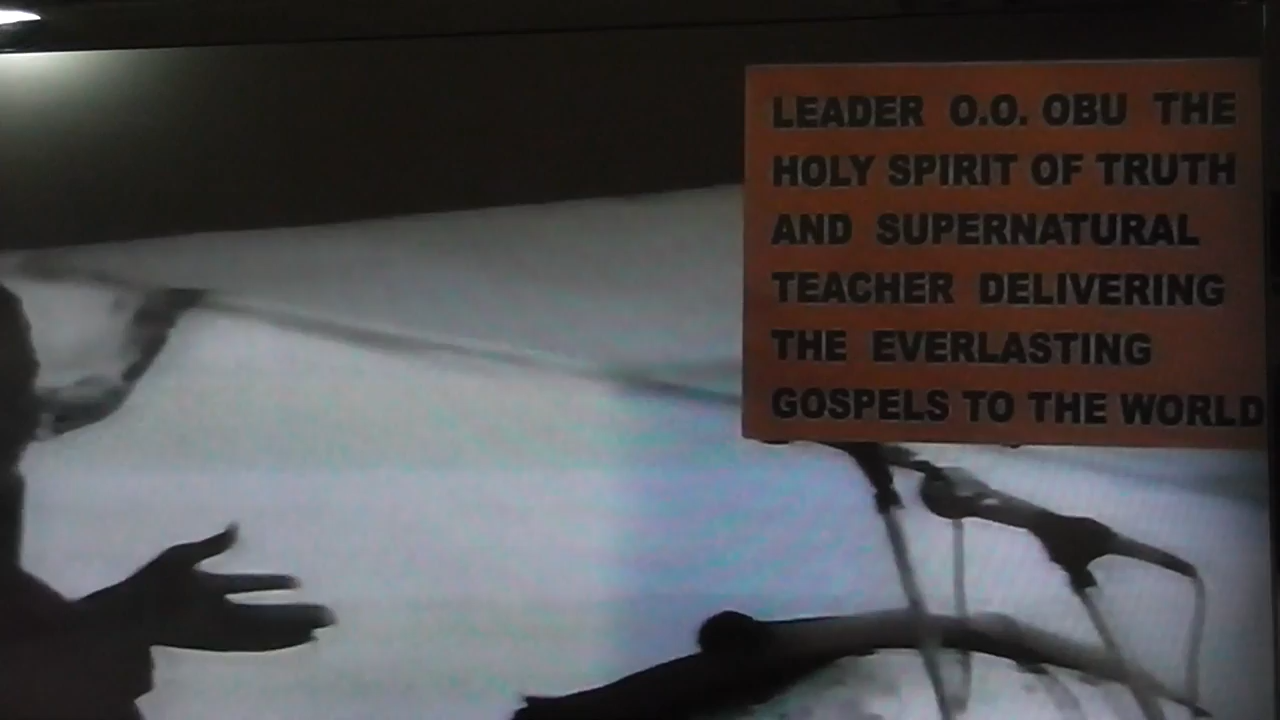 LEADER O.O. OBU THE
HOLY SPIRIT OF TRUTH
AND SUPERNATURAL
TEACHER DELIVERING
THE EVERLASTING
GOSPELS TO THE WORLD